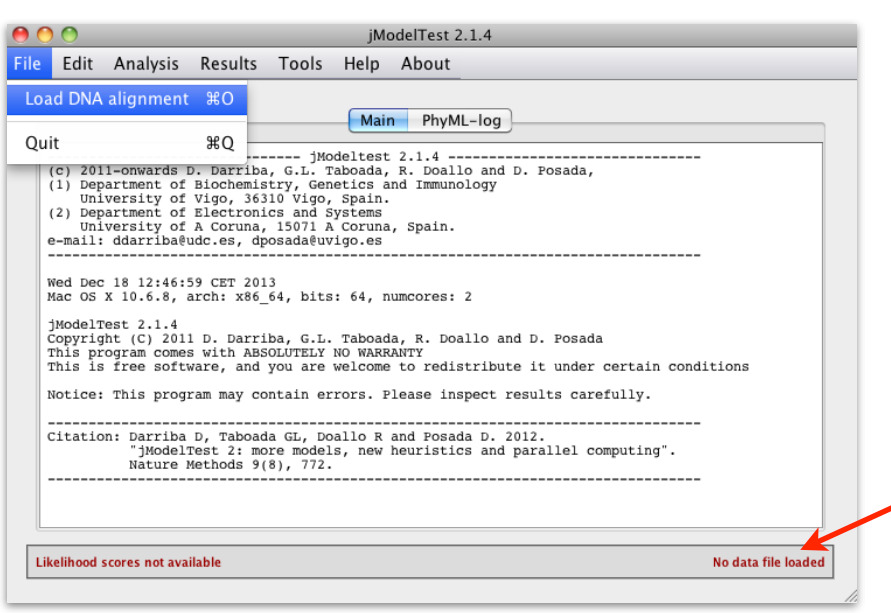 jModelTest 2.1.4
File Edit Analysis Results Tools Help About
Load DNA alignment ⌘O
Quit ⌘Q
Main PhyML-log
---- jModeltest 2.1.4 -------------------------------
(c) 2011-onwards D. Darriba, G.L. Taboada, R. Doallo and D. Posada,
(1) Department of Biochemistry, Genetics and Immunology
University of Vigo, 36310 Vigo, Spain.
(2) Department of Electronics and Systems
University of A Coruna, 15071 A Coruna, Spain.
e-mail: ddarriba@udc.es, dposada@uvigo.es
--------------------------------------------------------------------------------
Wed Dec 18 12:46:59 CET 2013
Mac OS X 10.6.8, arch: x86_64, bits: 64, numcores: 2
jModelTest 2.1.4
Copyright (C) 2011 D. Darriba, G.L. Taboada, R. Doallo and D. Posada
This program comes with ABSOLUTELY NO WARRANTY
This is free software, and you are welcome to redistribute it under certain conditions
Notice: This program may contain errors. Please inspect results carefully.
--------------------------------------------------------------------------------
Citation: Darriba D, Taboada GL, Doallo R and Posada D. 2012.
"jModelTest 2: more models, new heuristics and parallel computing".
Nature Methods 9(8), 772.
--------------------------------------------------------------------------------
Likelihood scores not available No data file loaded